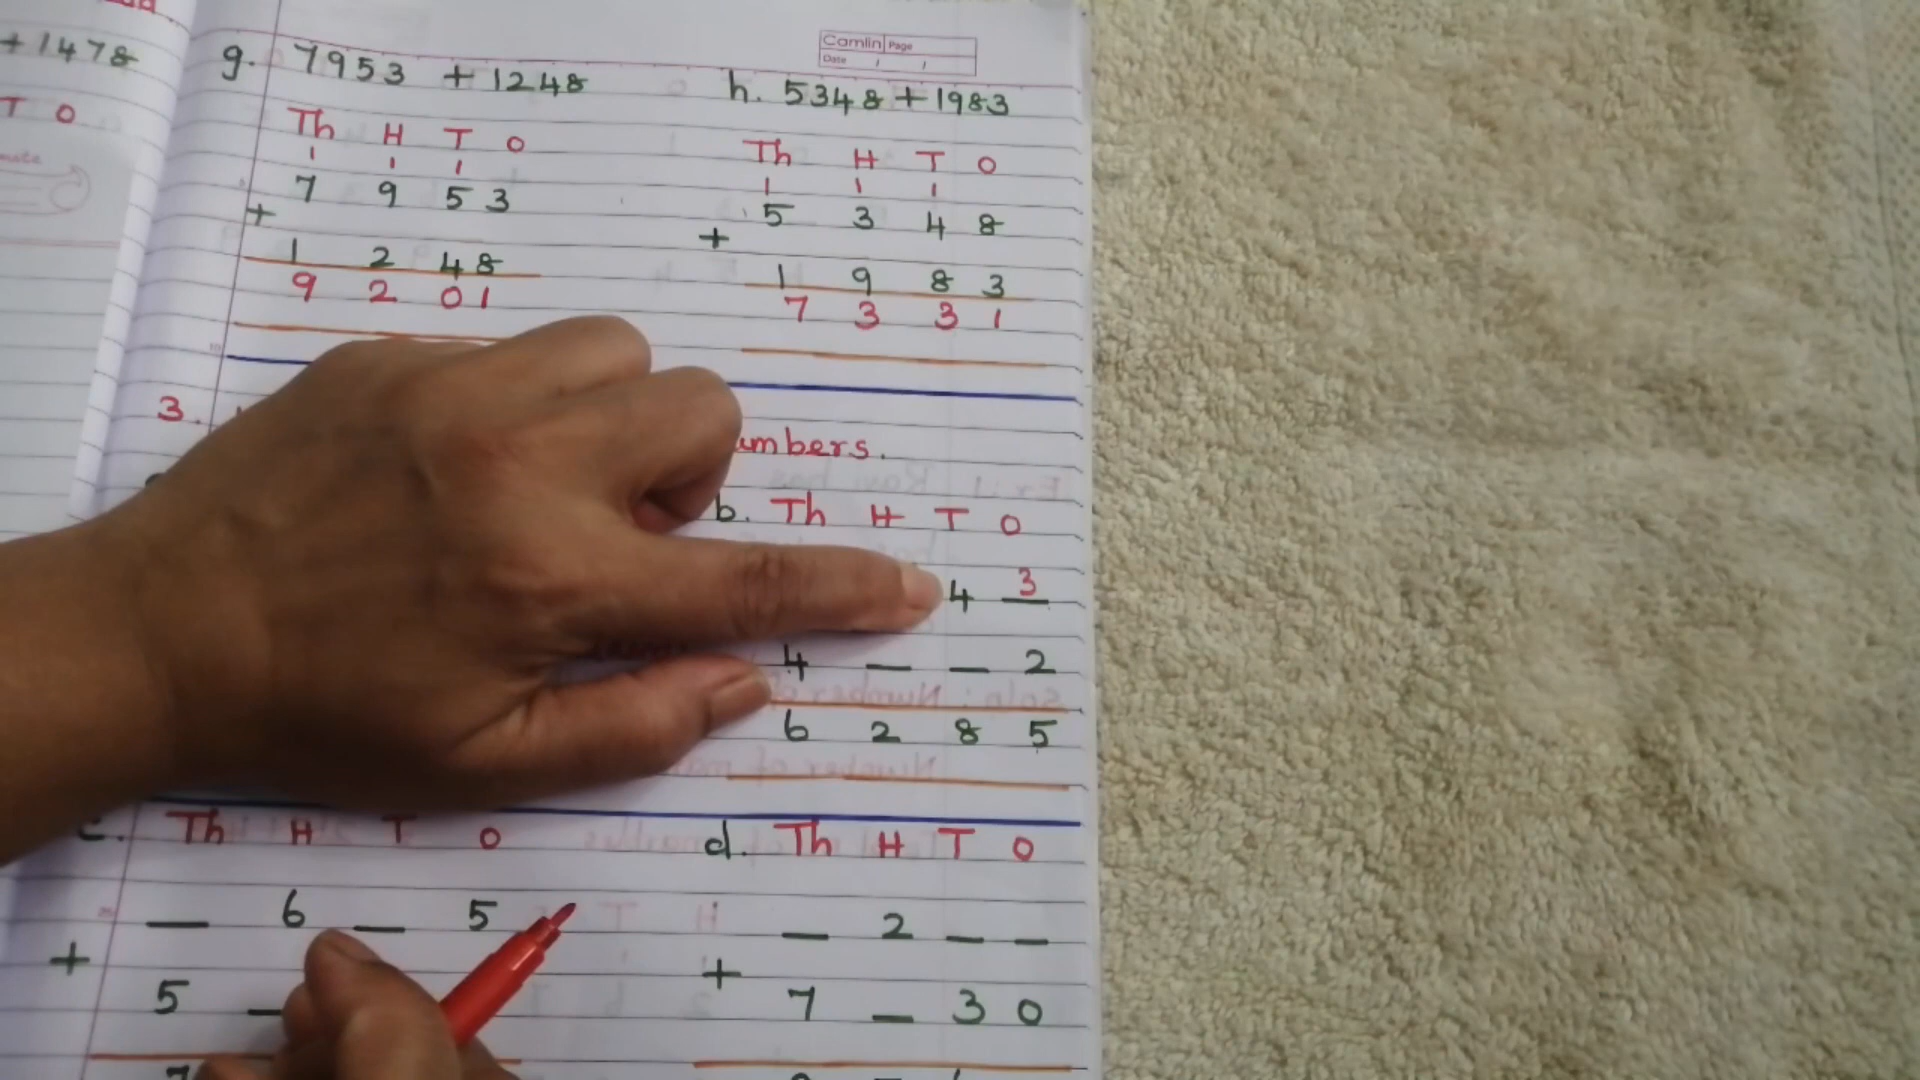 +1478
T O
Camlin Page
Date / /
g. 7953 +1248
h. 5348+1983
Th H T O
1 1 1
7 9 5 3
+
1 2 4 8
9 2 0 1
Th H T O
1 1 1
5 3 4 8
+
1 9 8 3
7 3 3 1
3.
umbers.
b. Th H T O
4 3
4 _ _ 2
6 2 8 5
c. Th H T O
_ 6 _ 5
+
5 _
d. Th H T O
_ 2 _ _
+
7 _ 3 0